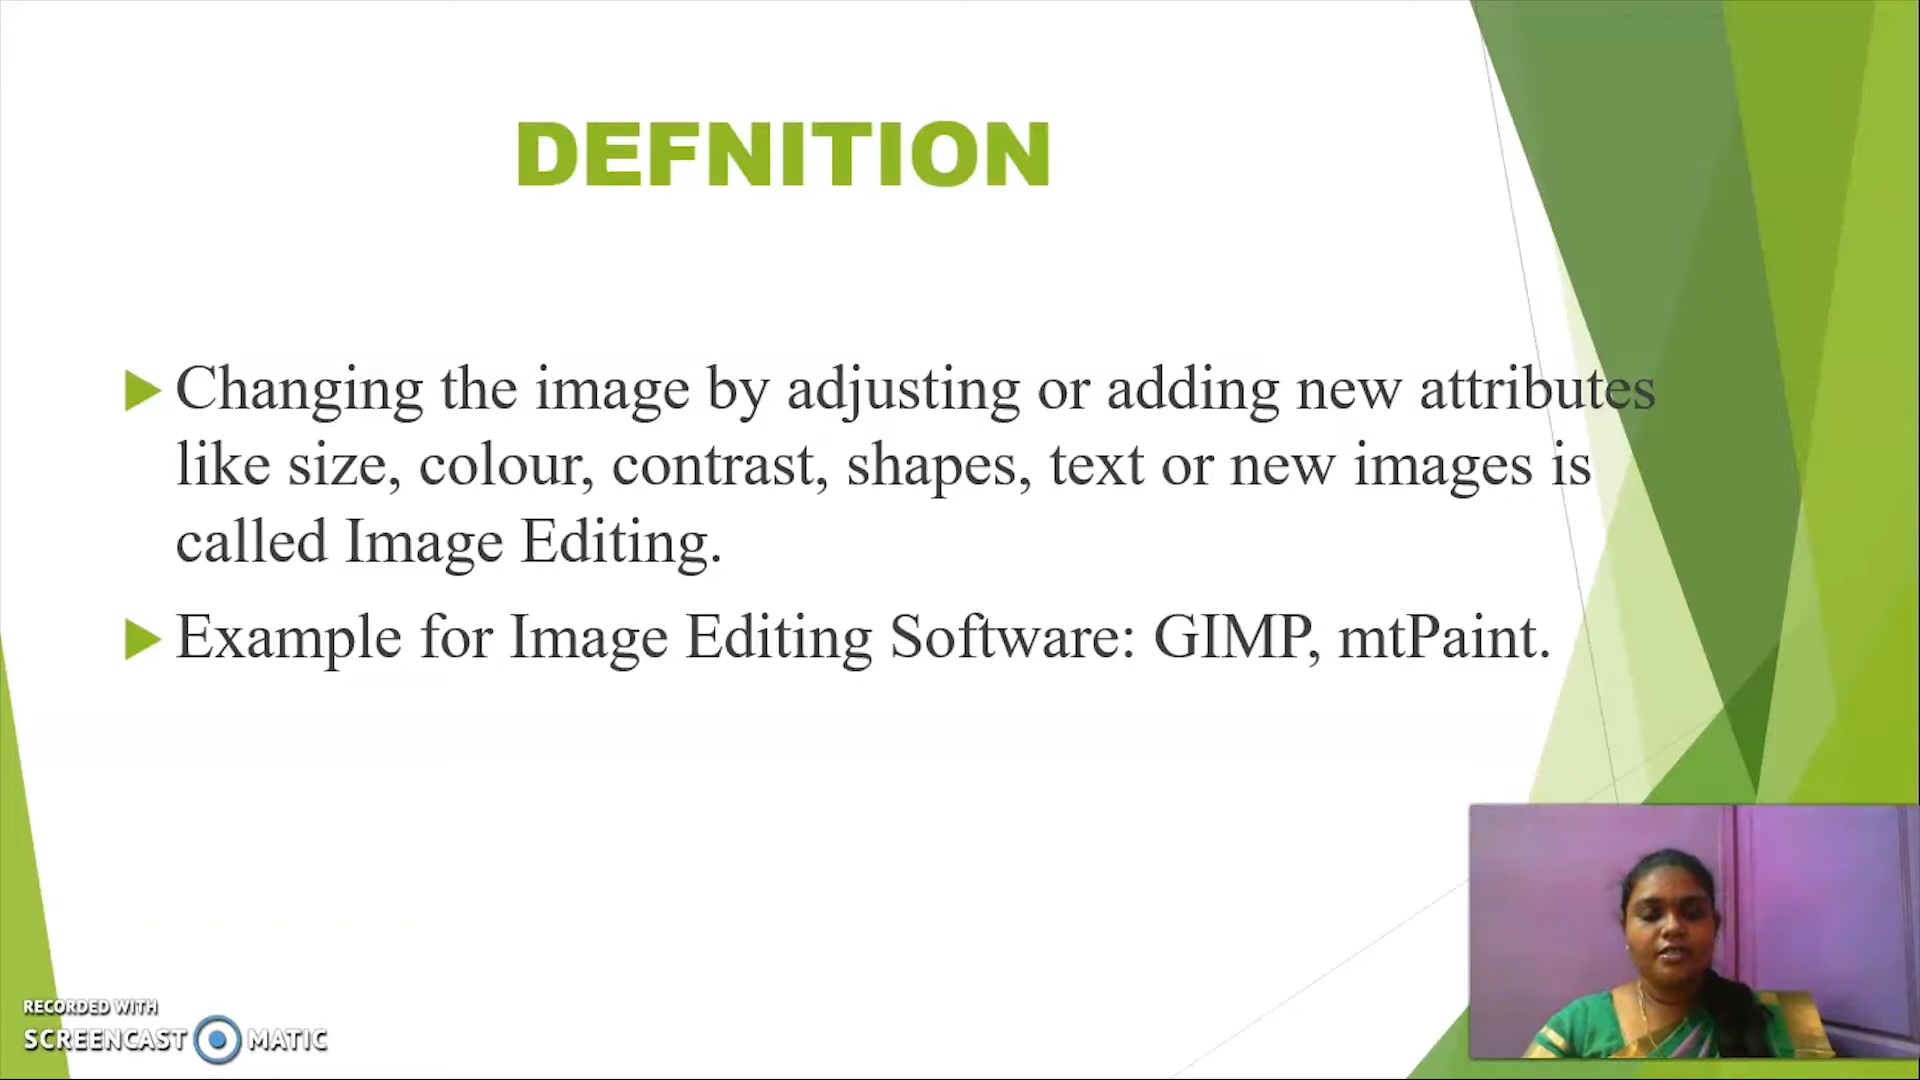 DEFNITION
Changing the image by adjusting or adding new attributes
like size, colour, contrast, shapes, text or new images is
called Image Editing.
Example for Image Editing Software: GIMP, mtPaint.
RECORDED WITH
SCREENCAST MATIC